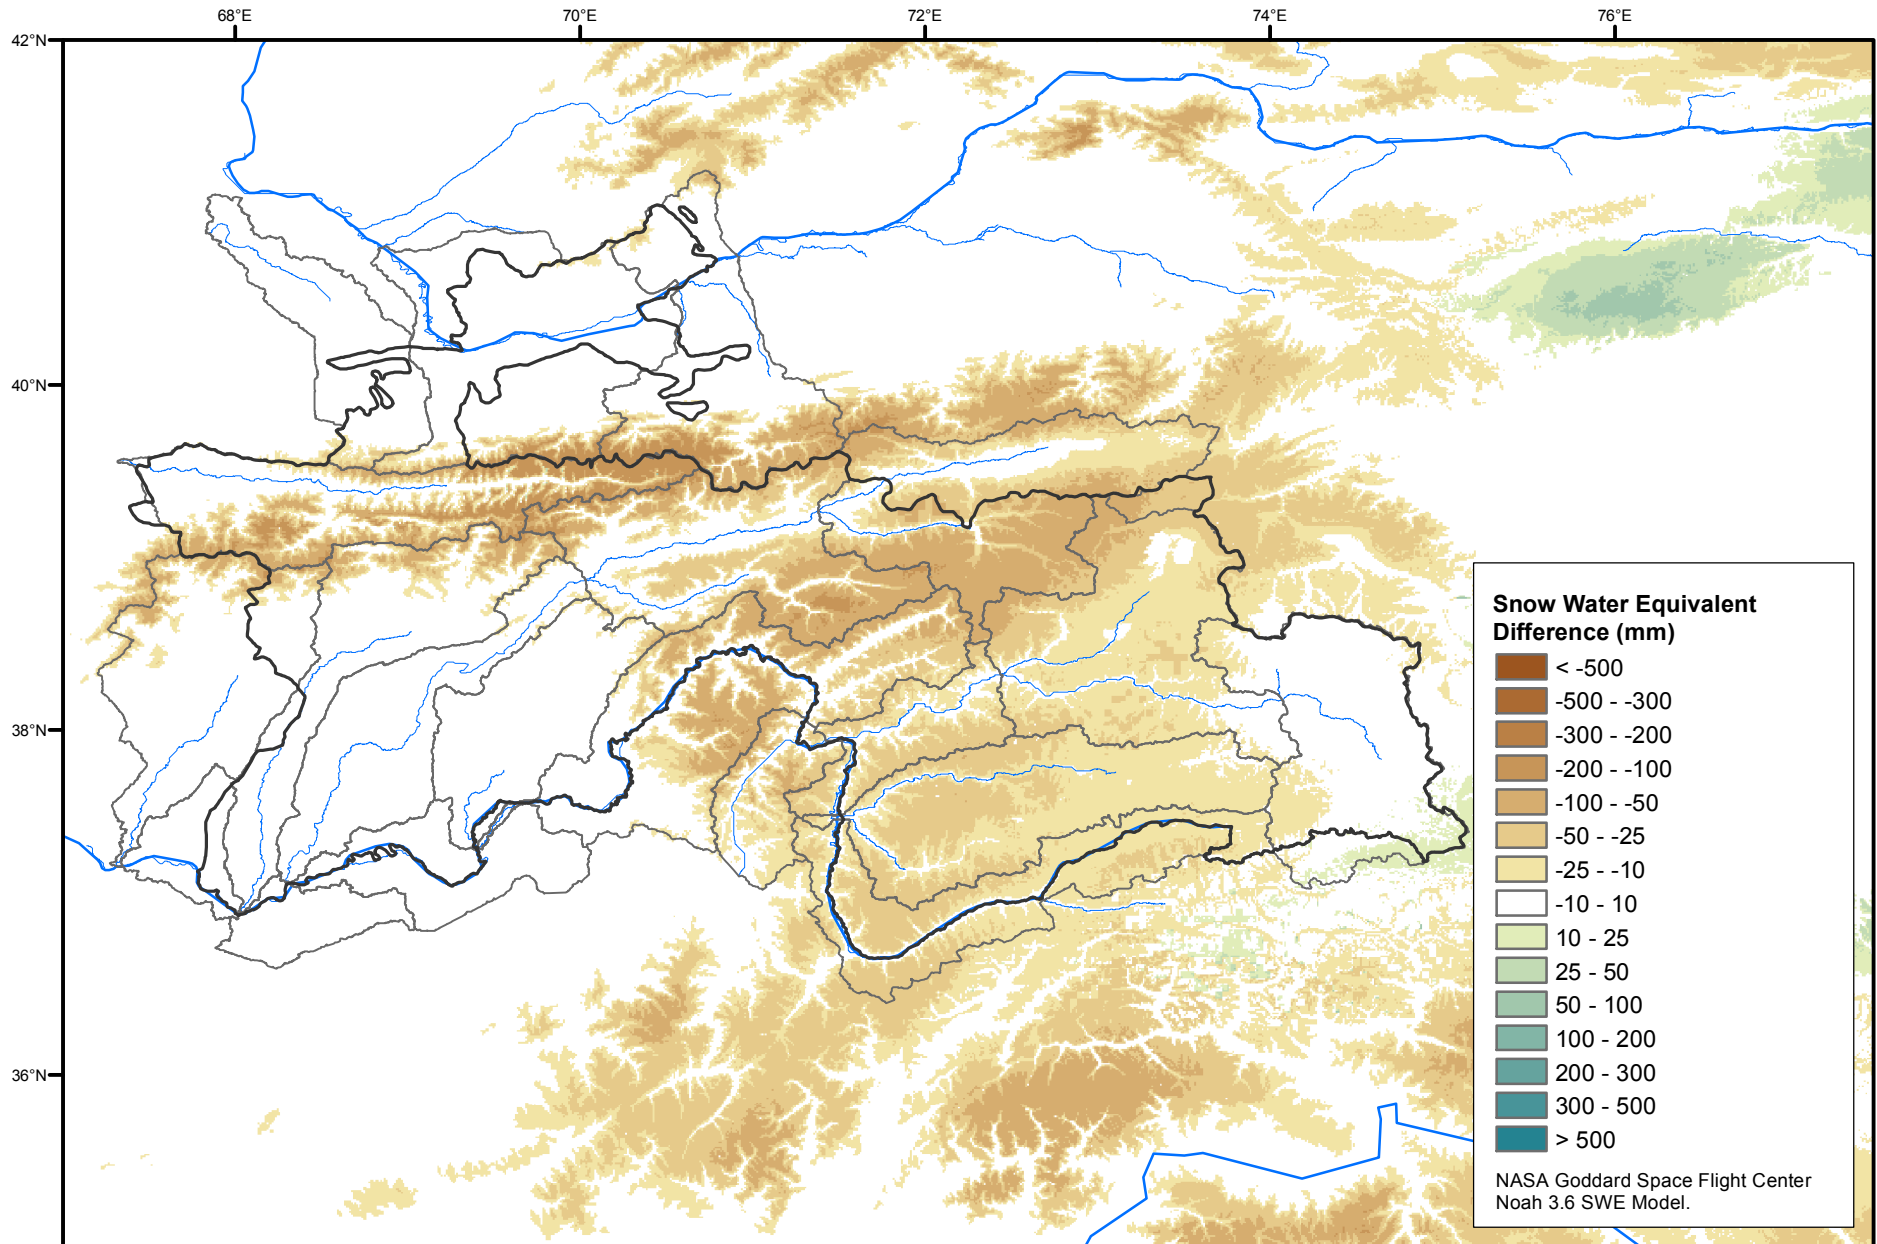 68°E
70°E
72°E
74°E
76°E
42°N
40°N
38°N
36°N
Snow Water Equivalent
Difference (mm)
< -500
-500 - -300
-300 - -200
-200 - -100
-100 - -50
-50 - -25
-25 - -10
-10 - 10
10 - 25
25 - 50
50 - 100
100 - 200
200 - 300
300 - 500
> 500
NASA Goddard Space Flight Center
Noah 3.6 SWE Model.